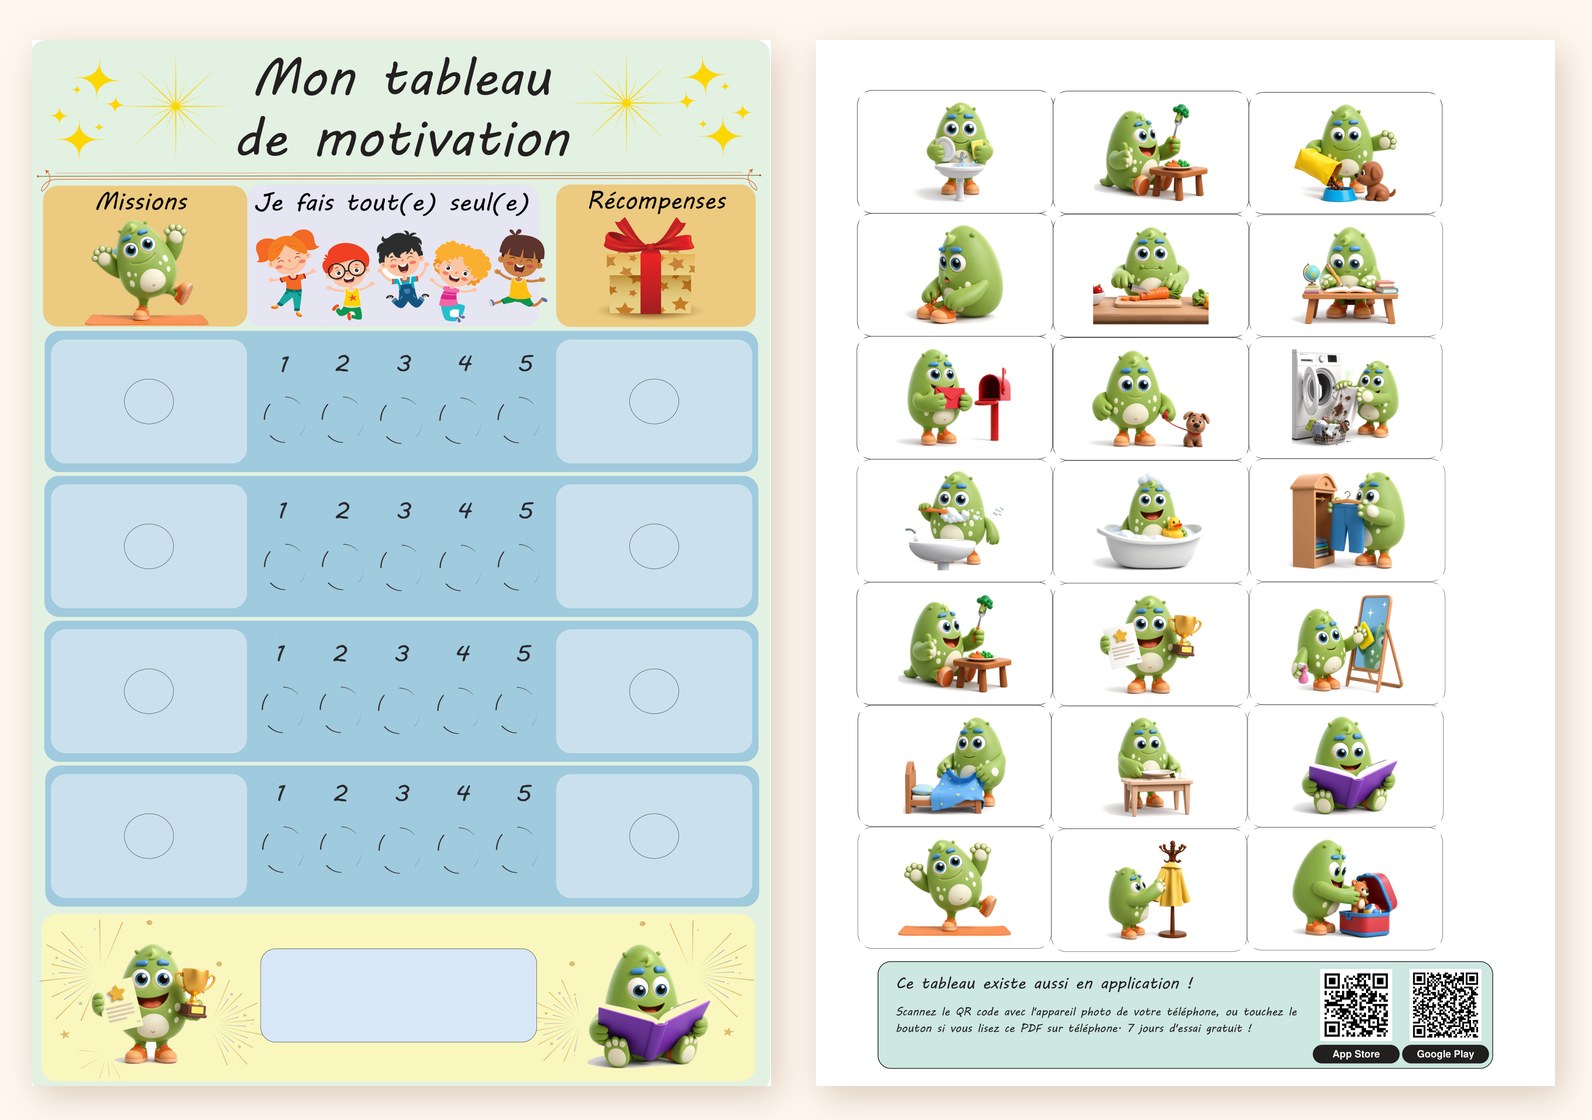 Mon tableau
de motivation
Missions
Je fais tout(e) seul(e)
Récompenses
1 2 3 4 5
1 2 3 4 5
1 2 3 4 5
1 2 3 4 5
Ce tableau existe aussi en application !
Scannez le QR code avec l'appareil photo de votre téléphone, ou touchez le
bouton si vous lisez ce PDF sur téléphone· 7 jours d'essai gratuit !
App Store
Google Play